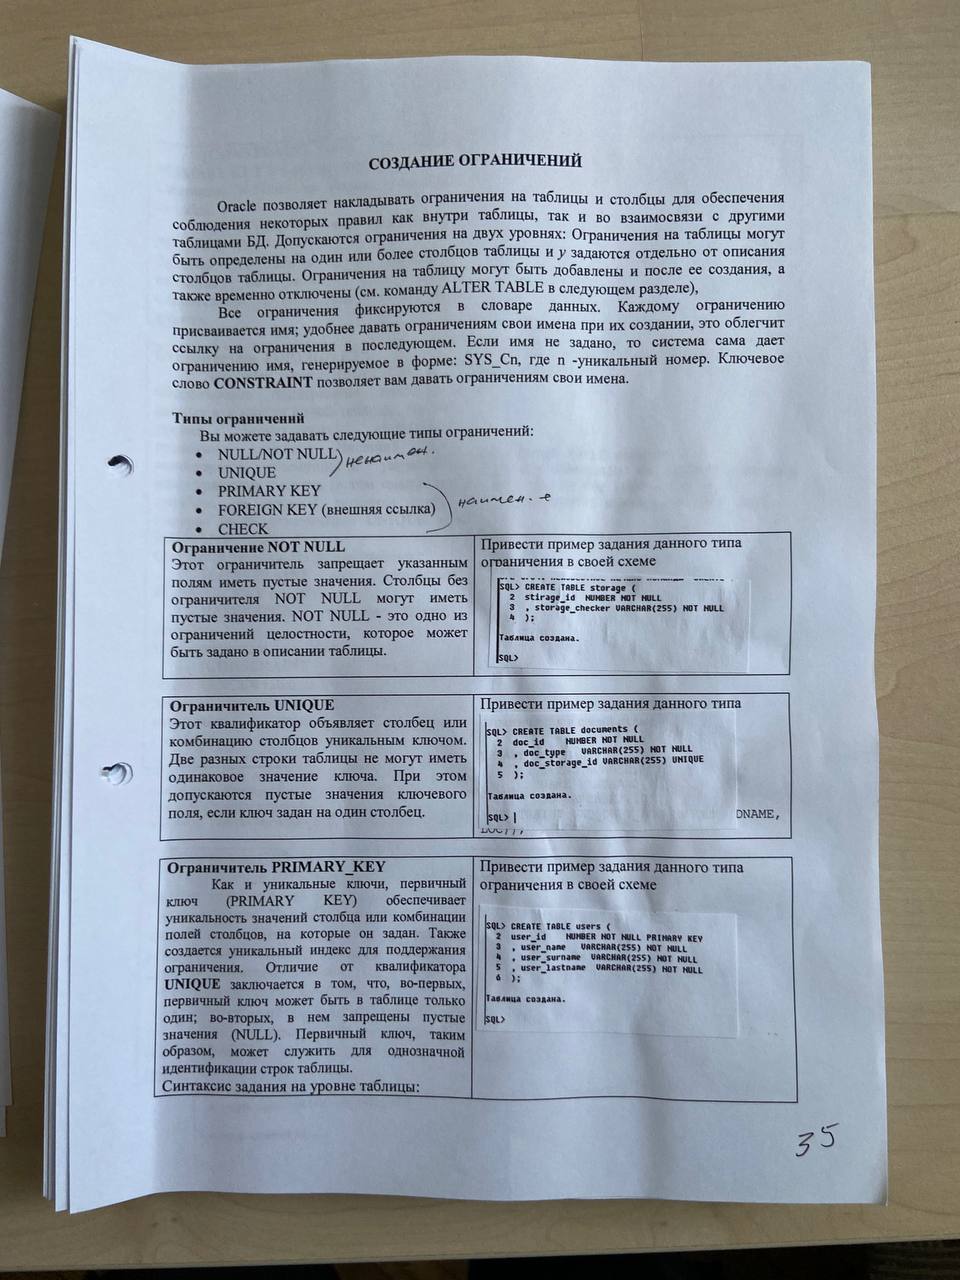 СОЗДАНИЕ ОГРАНИЧЕНИЙ
Oracle позволяет накладывать ограничения на таблицы и столбцы для обеспечения
соблюдения некоторых правил как внутри таблицы, так и во взаимосвязи с другими
таблицами БД. Допускаются ограничения на двух уровнях: Ограничения на таблицы могут
быть определены на один или более столбцов таблицы и у задаются отдельно от описания
столбцов таблицы. Ограничения на таблицу могут быть добавлены и после ее создания, а
также временно отключены (см. команду ALTER TABLE в следующем разделе),
Все ограничения фиксируются в словаре данных. Каждому ограничению
присваивается имя; удобнее давать ограничениям свои имена при их создании, это облегчит
ссылку на ограничения в последующем. Если имя не задано, то система сама дает
ограничению имя, генерируемое в форме: SYS_Cn, где n -уникальный номер. Ключевое
слово CONSTRAINT позволяет вам давать ограничениям свои имена.
Типы ограничений
Вы можете задавать следующие типы ограничений:
• NULL/NOT NULL
• UNIQUE
ненаимен.
• PRIMARY KEY
• FOREIGN KEY (внешняя ссылка)
• CHECK
наимен.-е
Ограничение NOT NULL
Этот ограничитель запрещает указанным
полям иметь пустые значения. Столбцы без
ограничителя NOT NULL могут иметь
пустые значения. NOT NULL - это одно из
ограничений целостности, которое может
быть задано в описании таблицы.
Привести пример задания данного типа
ограничения в своей схеме
SQL> CREATE TABLE storage (
2 stirage_id NUMBER NOT NULL
3 , storage_checker VARCHAR(255) NOT NULL
4 );
Таблица создана.
SQL>
Ограничитель UNIQUE
Этот квалификатор объявляет столбец или
комбинацию столбцов уникальным ключом.
Две разных строки таблицы не могут иметь
одинаковое значение ключа. При этом
допускаются пустые значения ключевого
поля, если ключ задан на один столбец.
Привести пример задания данного типа
SQL> CREATE TABLE documents (
2 doc_id NUMBER NOT NULL
3 , doc_type VARCHAR(255) NOT NULL
4 , doc_storage_id VARCHAR(255) UNIQUE
5 );
Таблица создана.
SQL>
DNAME,
Ограничитель PRIMARY_KEY
Как и уникальные ключи, первичный
ключ (PRIMARY KEY) обеспечивает
уникальность значений столбца или комбинации
полей столбцов, на которые он задан. Также
создается уникальный индекс для поддержания
ограничения. Отличие от квалификатора
UNIQUE заключается в том, что, во-первых,
первичный ключ может быть в таблице только
один; во-вторых, в нем запрещены пустые
значения (NULL). Первичный ключ, таким
образом, может служить для однозначной
идентификации строк таблицы.
Синтаксис задания на уровне таблицы:
Привести пример задания данного типа
ограничения в своей схеме
SQL> CREATE TABLE users (
2 user_id NUMBER NOT NULL PRIMARY KEY
3 , user_name VARCHAR(255) NOT NULL
4 , user_surname VARCHAR(255) NOT NULL
5 , user_lastname VARCHAR(255) NOT NULL
6 );
Таблица создана.
SQL>
35